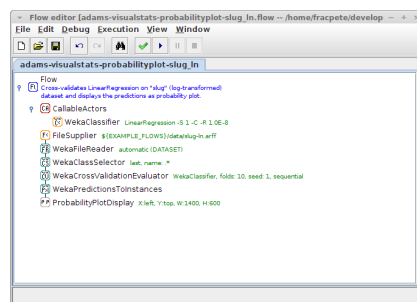 Flow editor [adams-visualstats-probabilityplot-slug_ln.flow -- /home/fracpete/develop
File Edit Debug Execution View Window
adams-visualstats-probabilityplot-slug_ln
Flow
Cross-validates LinearRegression on "slug" (log-transformed)
dataset and displays the predictions as probability plot.
CallableActors
WekaClassifier LinearRegression -S 1 -C -R 1.0E-8
FileSupplier ${EXAMPLE_FLOWS}/data/slug-ln.arff
WekaFileReader automatic (DATASET)
WekaClassSelector last, name: .*
WekaCrossValidationEvaluator WekaClassifier, folds: 10, seed: 1, sequential
WekaPredictionsToInstances
ProbabilityPlotDisplay X:left, Y:top, W:1400, H:600